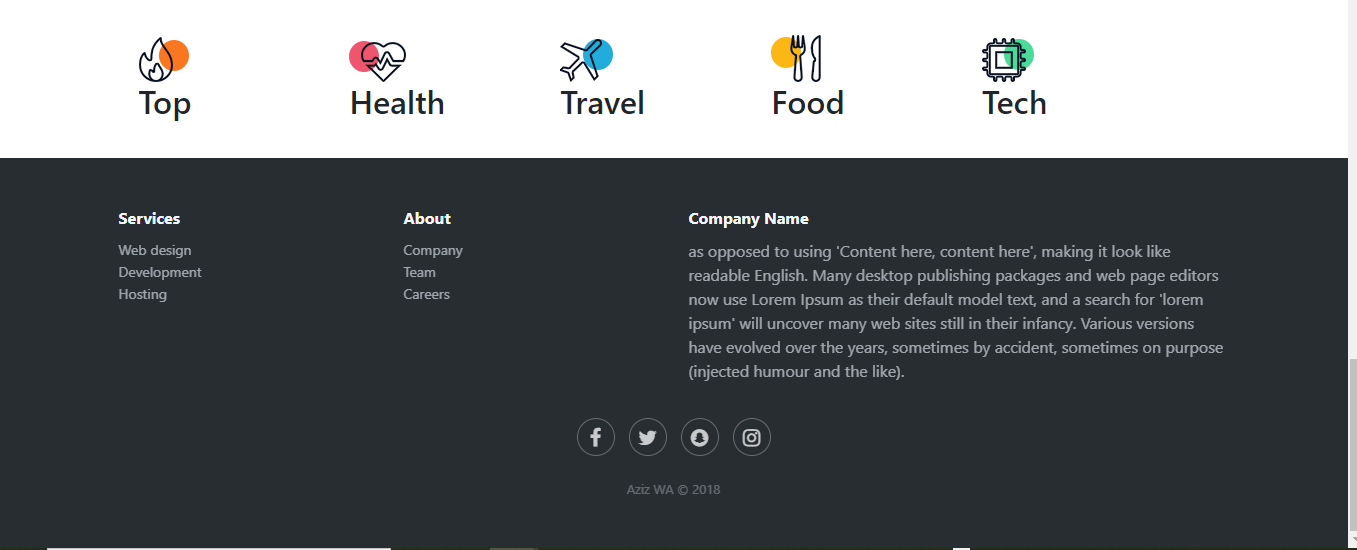 Top
Health
Travel
Food
Tech
Services
Web design
Development
Hosting
About
Company
Team
Careers
Company Name
as opposed to using 'Content here, content here', making it look like
readable English. Many desktop publishing packages and web page editors
now use Lorem Ipsum as their default model text, and a search for 'lorem
ipsum' will uncover many web sites still in their infancy. Various versions
have evolved over the years, sometimes by accident, sometimes on purpose
(injected humour and the like).
Aziz WA © 2018